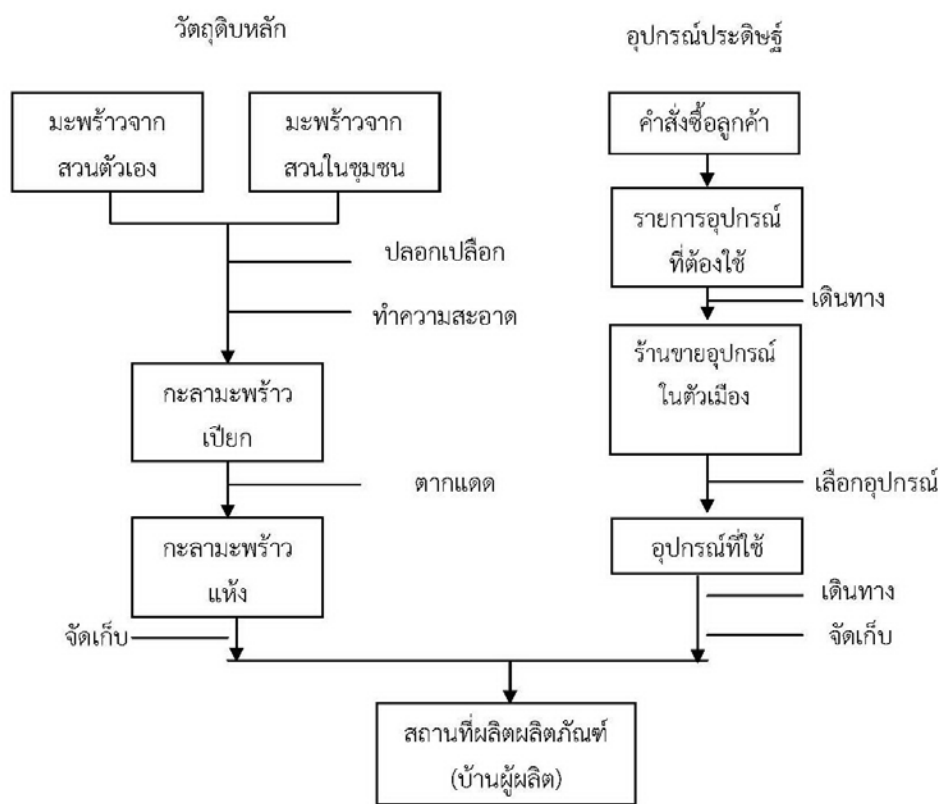 วัตถุดิบหลัก
มะพร้าวจาก
สวนตัวเอง
มะพร้าวจาก
สวนในชุมชน
ปลอกเปลือก
ทำความสะอาด
กะลามะพร้าว
เปียก
ตากแดด
กะลามะพร้าว
แห้ง
จัดเก็บ
อุปกรณ์ประดิษฐ์
คำสั่งซื้อลูกค้า
รายการอุปกรณ์
ที่ต้องใช้
เดินทาง
ร้านขายอุปกรณ์
ในตัวเมือง
เลือกอุปกรณ์
อุปกรณ์ที่ใช้
เดินทาง
จัดเก็บ
สถานที่ผลิตผลิตภัณฑ์
(บ้านผู้ผลิต)